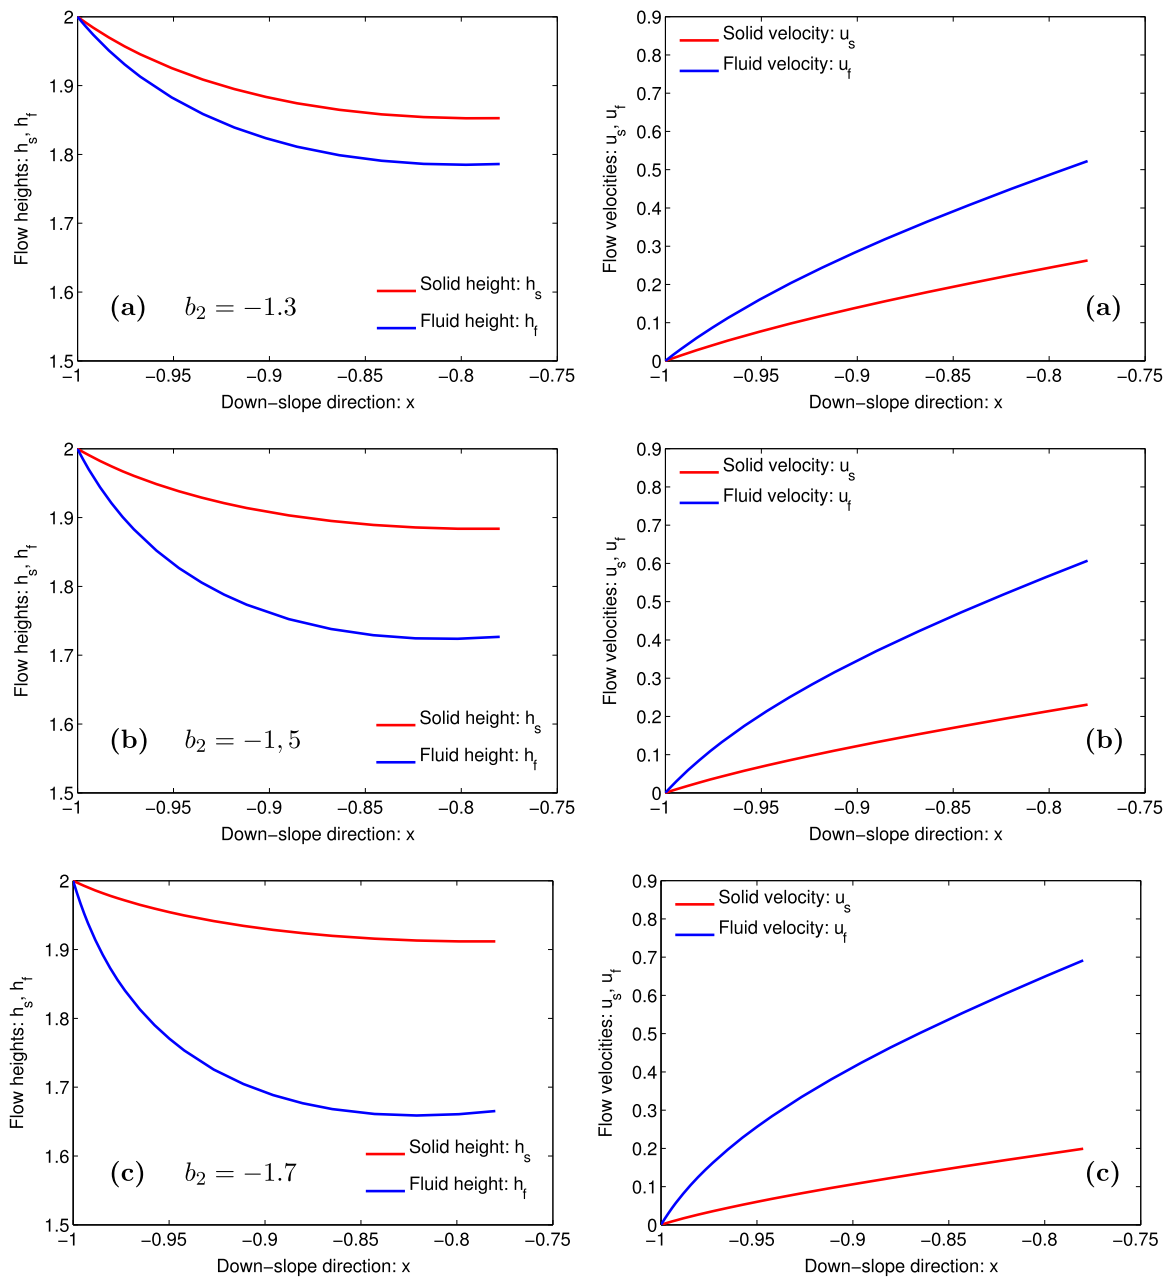 2
1.9
1.8
1.7
1.6
1.5
Flow heights: h_s, h_f
Solid height: h_s
Fluid height: h_f
(a) b_2 = −1.3
−1 −0.95 −0.9 −0.85 −0.8 −0.75
Down−slope direction: x
0.9
0.8
0.7
0.6
0.5
0.4
0.3
0.2
0.1
0
Flow velocities: u_s, u_f
Solid velocity: u_s
Fluid velocity: u_f
(a)
−1 −0.95 −0.9 −0.85 −0.8 −0.75
Down−slope direction: x
2
1.9
1.8
1.7
1.6
1.5
Flow heights: h_s, h_f
Solid height: h_s
Fluid height: h_f
(b) b_2 = −1, 5
−1 −0.95 −0.9 −0.85 −0.8 −0.75
Down−slope direction: x
0.9
0.8
0.7
0.6
0.5
0.4
0.3
0.2
0.1
0
Flow velocities: u_s, u_f
Solid velocity: u_s
Fluid velocity: u_f
(b)
−1 −0.95 −0.9 −0.85 −0.8 −0.75
Down−slope direction: x
2
1.9
1.8
1.7
1.6
1.5
Flow heights: h_s, h_f
Solid height: h_s
Fluid height: h_f
(c) b_2 = −1.7
−1 −0.95 −0.9 −0.85 −0.8 −0.75
Down−slope direction: x
0.9
0.8
0.7
0.6
0.5
0.4
0.3
0.2
0.1
0
Flow velocities: u_s, u_f
Solid velocity: u_s
Fluid velocity: u_f
(c)
−1 −0.95 −0.9 −0.85 −0.8 −0.75
Down−slope direction: x